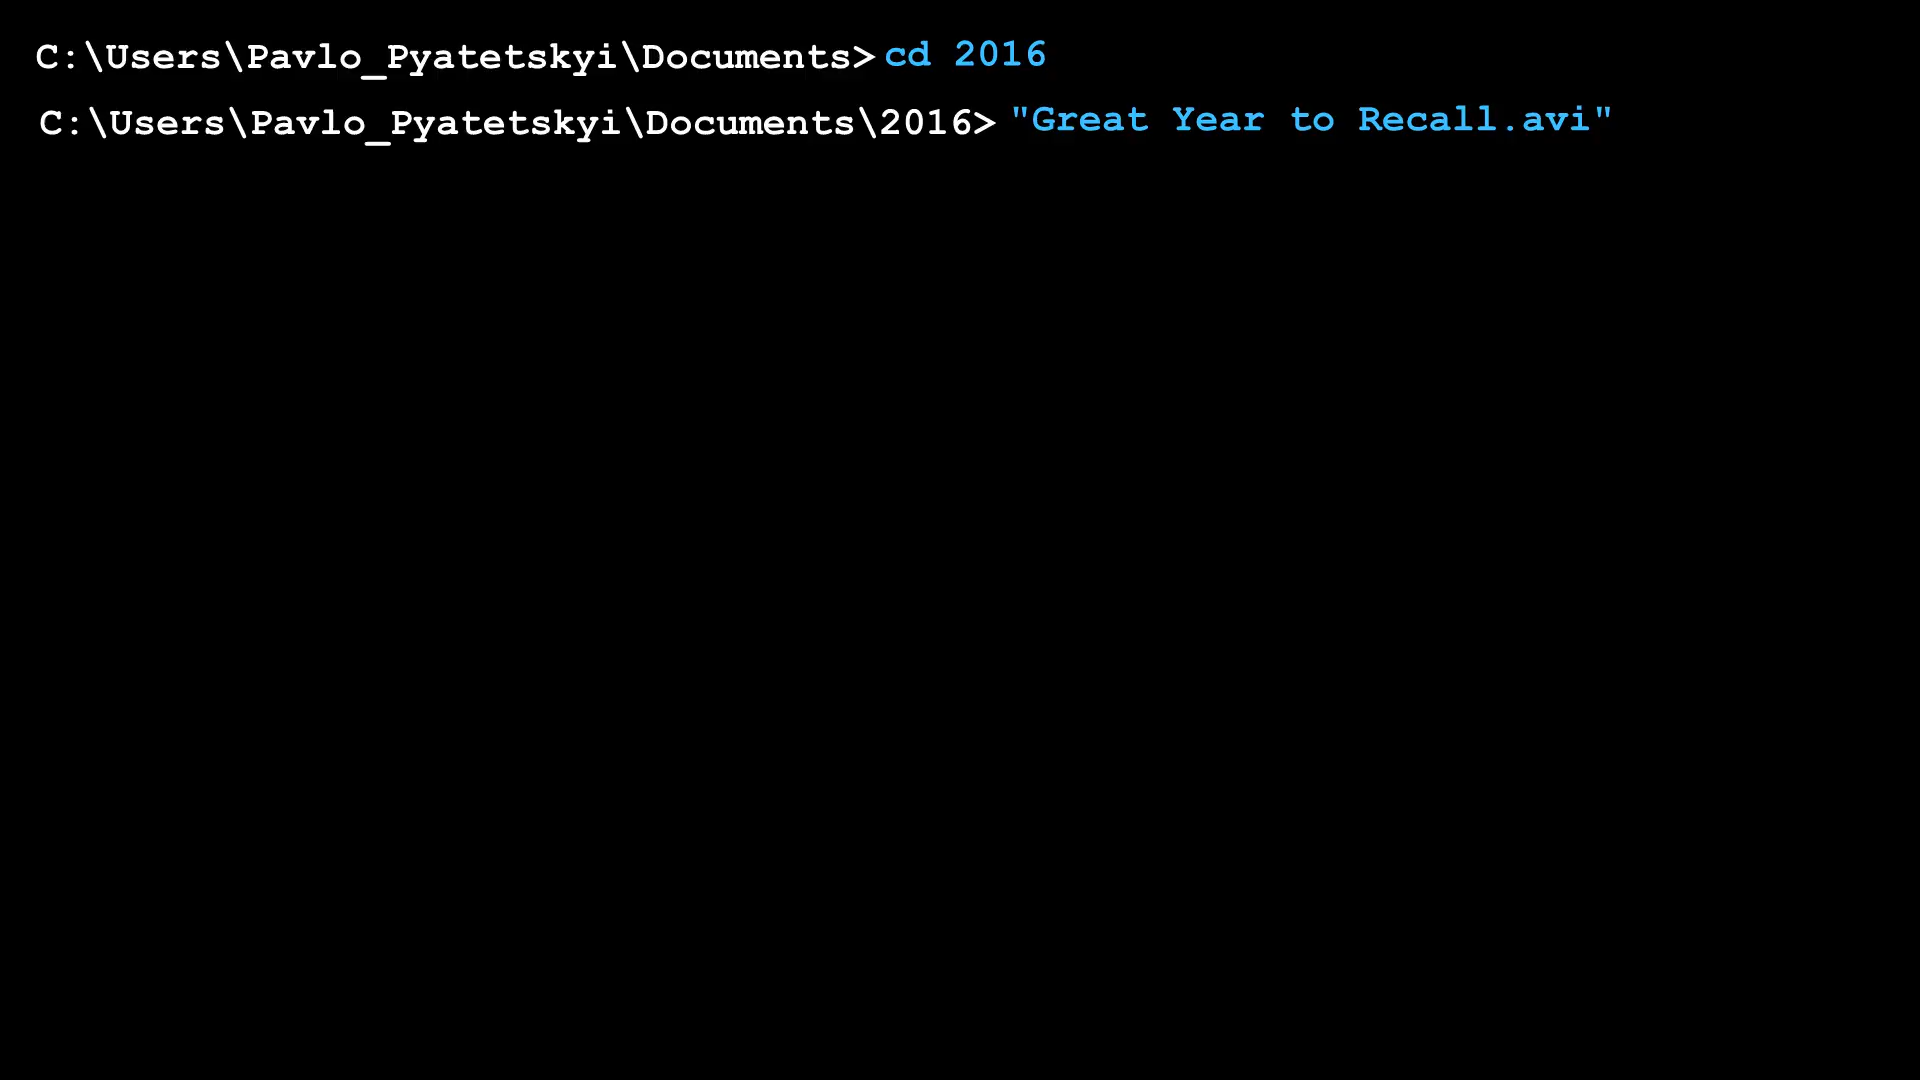 C:\Users\Pavlo_Pyatetskyi\Documents>cd 2016
C:\Users\Pavlo_Pyatetskyi\Documents\2016> "Great Year to Recall.avi"